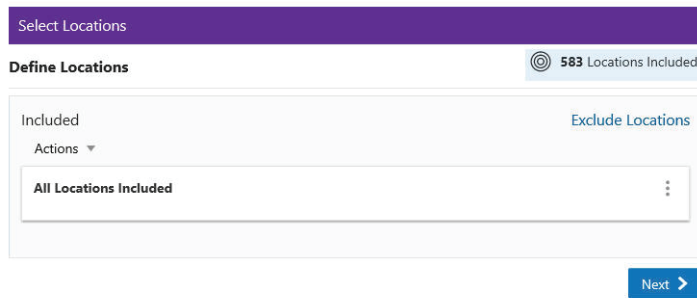 Select Locations
Define Locations
583 Locations Included
Included
Exclude Locations
Actions
All Locations Included
Next